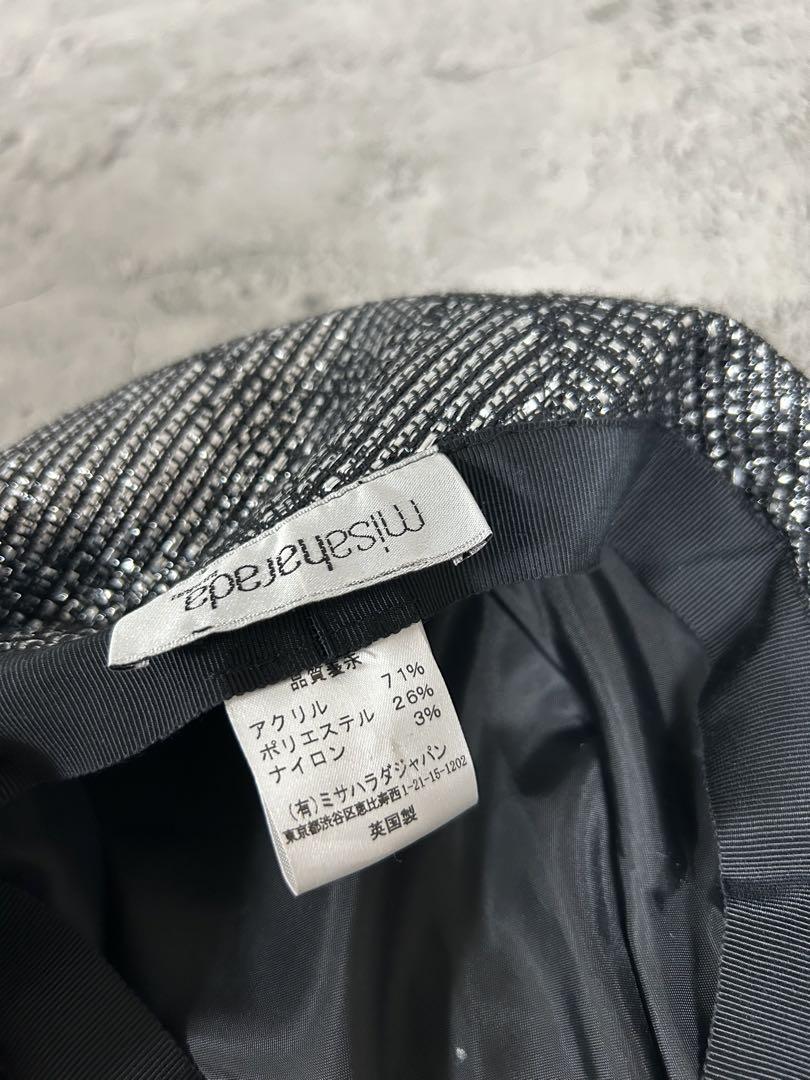 misaharada
品質表示
アクリル 71%
ポリエステル 26%
ナイロン 3%
(有)ミサハラダジャパン
東京都渋谷区恵比寿西1-21-15-1202
英国製